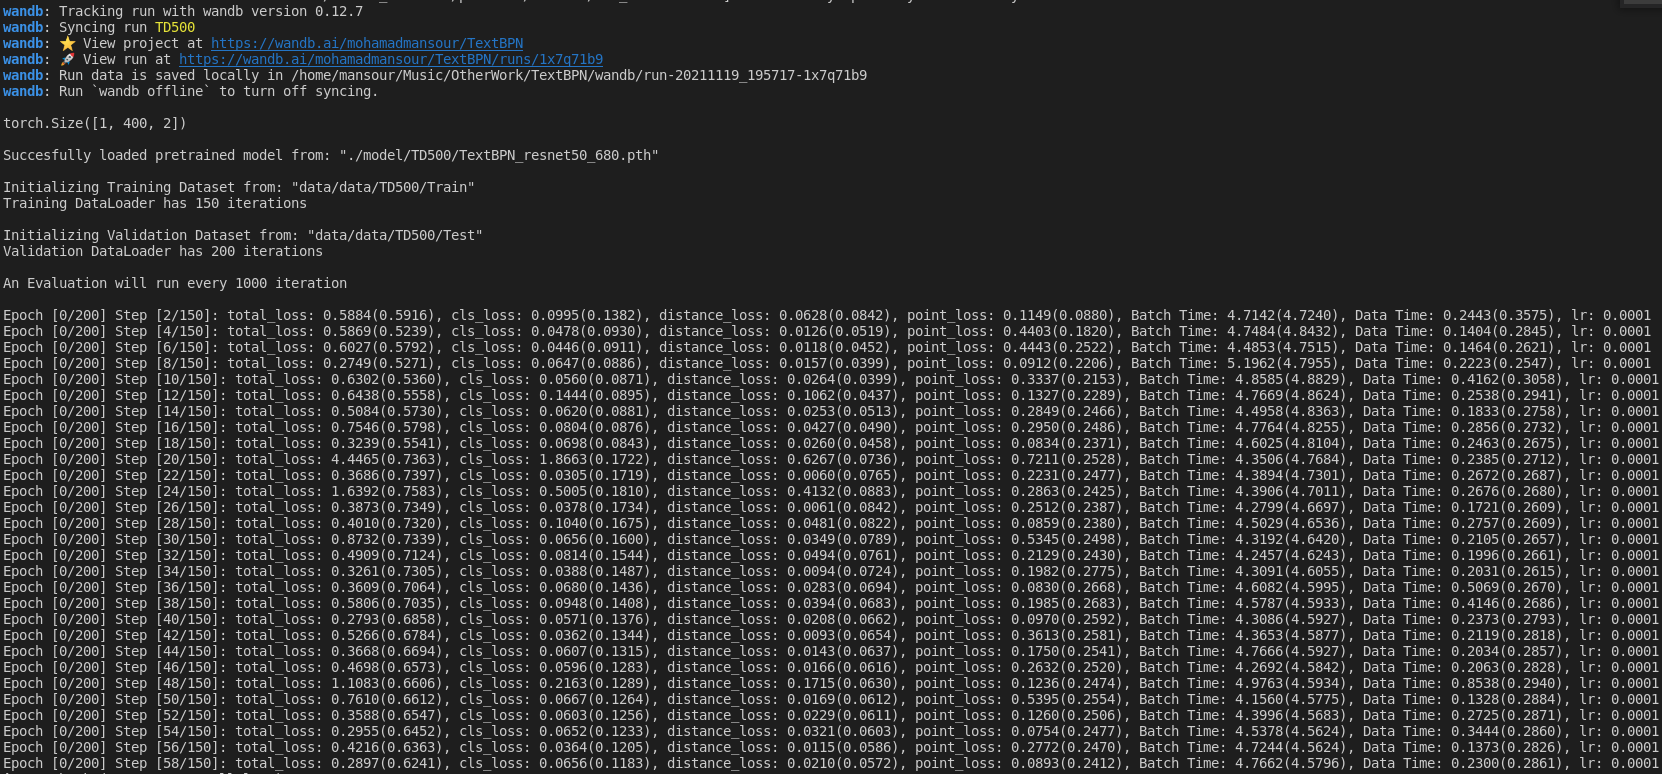 wandb: Tracking run with wandb version 0.12.7
wandb: Syncing run TD500
wandb: ⭐ View project at https://wandb.ai/mohamadmansour/TextBPN
wandb: 🚀 View run at https://wandb.ai/mohamadmansour/TextBPN/runs/1x7q71b9
wandb: Run data is saved locally in /home/mansour/Music/OtherWork/TextBPN/wandb/run-20211119_195717-1x7q71b9
wandb: Run `wandb offline` to turn off syncing.
torch.Size([1, 400, 2])
Succesfully loaded pretrained model from: "./model/TD500/TextBPN_resnet50_680.pth"
Initializing Training Dataset from: "data/data/TD500/Train"
Training DataLoader has 150 iterations
Initializing Validation Dataset from: "data/data/TD500/Test"
Validation DataLoader has 200 iterations
An Evaluation will run every 1000 iteration
Epoch [0/200] Step [2/150]: total_loss: 0.5884(0.5916), cls_loss: 0.0995(0.1382), distance_loss: 0.0628(0.0842), point_loss: 0.1149(0.0880), Batch Time: 4.7142(4.7240), Data Time: 0.2443(0.3575), lr: 0.0001
Epoch [0/200] Step [4/150]: total_loss: 0.5869(0.5239), cls_loss: 0.0478(0.0930), distance_loss: 0.0126(0.0519), point_loss: 0.4403(0.1820), Batch Time: 4.7484(4.8432), Data Time: 0.1404(0.2845), lr: 0.0001
Epoch [0/200] Step [6/150]: total_loss: 0.6027(0.5792), cls_loss: 0.0446(0.0911), distance_loss: 0.0118(0.0452), point_loss: 0.4443(0.2522), Batch Time: 4.4853(4.7515), Data Time: 0.1464(0.2621), lr: 0.0001
Epoch [0/200] Step [8/150]: total_loss: 0.2749(0.5271), cls_loss: 0.0647(0.0886), distance_loss: 0.0157(0.0399), point_loss: 0.0912(0.2206), Batch Time: 5.1962(4.7955), Data Time: 0.2223(0.2547), lr: 0.0001
Epoch [0/200] Step [10/150]: total_loss: 0.6302(0.5360), cls_loss: 0.0560(0.0871), distance_loss: 0.0264(0.0399), point_loss: 0.3337(0.2153), Batch Time: 4.8585(4.8829), Data Time: 0.4162(0.3058), lr: 0.0001
Epoch [0/200] Step [12/150]: total_loss: 0.6438(0.5558), cls_loss: 0.1444(0.0895), distance_loss: 0.1062(0.0437), point_loss: 0.1327(0.2289), Batch Time: 4.7669(4.8624), Data Time: 0.2538(0.2941), lr: 0.0001
Epoch [0/200] Step [14/150]: total_loss: 0.5084(0.5730), cls_loss: 0.0620(0.0881), distance_loss: 0.0253(0.0513), point_loss: 0.2849(0.2466), Batch Time: 4.4958(4.8363), Data Time: 0.1833(0.2758), lr: 0.0001
Epoch [0/200] Step [16/150]: total_loss: 0.7546(0.5798), cls_loss: 0.0804(0.0876), distance_loss: 0.0427(0.0490), point_loss: 0.2950(0.2486), Batch Time: 4.7764(4.8255), Data Time: 0.2856(0.2732), lr: 0.0001
Epoch [0/200] Step [18/150]: total_loss: 0.3239(0.5541), cls_loss: 0.0698(0.0843), distance_loss: 0.0260(0.0458), point_loss: 0.0834(0.2371), Batch Time: 4.6025(4.8104), Data Time: 0.2463(0.2675), lr: 0.0001
Epoch [0/200] Step [20/150]: total_loss: 4.4465(0.7363), cls_loss: 1.8663(0.1722), distance_loss: 0.6267(0.0736), point_loss: 0.7211(0.2528), Batch Time: 4.3506(4.7684), Data Time: 0.2385(0.2712), lr: 0.0001
Epoch [0/200] Step [22/150]: total_loss: 0.3686(0.7397), cls_loss: 0.0305(0.1719), distance_loss: 0.0060(0.0765), point_loss: 0.2231(0.2477), Batch Time: 4.3894(4.7301), Data Time: 0.2672(0.2687), lr: 0.0001
Epoch [0/200] Step [24/150]: total_loss: 1.6392(0.7583), cls_loss: 0.5005(0.1810), distance_loss: 0.4132(0.0883), point_loss: 0.2863(0.2425), Batch Time: 4.3906(4.7011), Data Time: 0.2676(0.2680), lr: 0.0001
Epoch [0/200] Step [26/150]: total_loss: 0.3873(0.7349), cls_loss: 0.0378(0.1734), distance_loss: 0.0061(0.0842), point_loss: 0.2512(0.2387), Batch Time: 4.2799(4.6697), Data Time: 0.1721(0.2609), lr: 0.0001
Epoch [0/200] Step [28/150]: total_loss: 0.4010(0.7320), cls_loss: 0.1040(0.1675), distance_loss: 0.0481(0.0822), point_loss: 0.0859(0.2380), Batch Time: 4.5029(4.6536), Data Time: 0.2757(0.2609), lr: 0.0001
Epoch [0/200] Step [30/150]: total_loss: 0.8732(0.7339), cls_loss: 0.0656(0.1600), distance_loss: 0.0349(0.0789), point_loss: 0.5345(0.2498), Batch Time: 4.3192(4.6420), Data Time: 0.2105(0.2657), lr: 0.0001
Epoch [0/200] Step [32/150]: total_loss: 0.4909(0.7124), cls_loss: 0.0814(0.1544), distance_loss: 0.0494(0.0761), point_loss: 0.2129(0.2430), Batch Time: 4.2457(4.6243), Data Time: 0.1996(0.2661), lr: 0.0001
Epoch [0/200] Step [34/150]: total_loss: 0.3261(0.7305), cls_loss: 0.0388(0.1487), distance_loss: 0.0094(0.0724), point_loss: 0.1982(0.2775), Batch Time: 4.3091(4.6055), Data Time: 0.2031(0.2615), lr: 0.0001
Epoch [0/200] Step [36/150]: total_loss: 0.3609(0.7064), cls_loss: 0.0680(0.1436), distance_loss: 0.0283(0.0694), point_loss: 0.0830(0.2668), Batch Time: 4.6082(4.5995), Data Time: 0.5069(0.2670), lr: 0.0001
Epoch [0/200] Step [38/150]: total_loss: 0.5806(0.7035), cls_loss: 0.0948(0.1408), distance_loss: 0.0394(0.0683), point_loss: 0.1985(0.2683), Batch Time: 4.5787(4.5933), Data Time: 0.4146(0.2686), lr: 0.0001
Epoch [0/200] Step [40/150]: total_loss: 0.2793(0.6858), cls_loss: 0.0571(0.1376), distance_loss: 0.0208(0.0662), point_loss: 0.0970(0.2592), Batch Time: 4.3086(4.5927), Data Time: 0.2373(0.2793), lr: 0.0001
Epoch [0/200] Step [42/150]: total_loss: 0.5266(0.6784), cls_loss: 0.0362(0.1344), distance_loss: 0.0093(0.0654), point_loss: 0.3613(0.2581), Batch Time: 4.3653(4.5877), Data Time: 0.2119(0.2818), lr: 0.0001
Epoch [0/200] Step [44/150]: total_loss: 0.3668(0.6694), cls_loss: 0.0607(0.1315), distance_loss: 0.0143(0.0637), point_loss: 0.1750(0.2541), Batch Time: 4.7666(4.5927), Data Time: 0.2034(0.2857), lr: 0.0001
Epoch [0/200] Step [46/150]: total_loss: 0.4698(0.6573), cls_loss: 0.0596(0.1283), distance_loss: 0.0166(0.0616), point_loss: 0.2632(0.2520), Batch Time: 4.2692(4.5842), Data Time: 0.2063(0.2828), lr: 0.0001
Epoch [0/200] Step [48/150]: total_loss: 1.1083(0.6606), cls_loss: 0.2163(0.1289), distance_loss: 0.1715(0.0630), point_loss: 0.1236(0.2474), Batch Time: 4.9763(4.5934), Data Time: 0.8538(0.2940), lr: 0.0001
Epoch [0/200] Step [50/150]: total_loss: 0.7610(0.6612), cls_loss: 0.0667(0.1264), distance_loss: 0.0169(0.0612), point_loss: 0.5395(0.2554), Batch Time: 4.1560(4.5775), Data Time: 0.1328(0.2884), lr: 0.0001
Epoch [0/200] Step [52/150]: total_loss: 0.3588(0.6547), cls_loss: 0.0603(0.1256), distance_loss: 0.0229(0.0611), point_loss: 0.1260(0.2506), Batch Time: 4.3996(4.5683), Data Time: 0.2725(0.2871), lr: 0.0001
Epoch [0/200] Step [54/150]: total_loss: 0.2955(0.6452), cls_loss: 0.0652(0.1233), distance_loss: 0.0321(0.0603), point_loss: 0.0754(0.2477), Batch Time: 4.5378(4.5624), Data Time: 0.3444(0.2860), lr: 0.0001
Epoch [0/200] Step [56/150]: total_loss: 0.4216(0.6363), cls_loss: 0.0364(0.1205), distance_loss: 0.0115(0.0586), point_loss: 0.2772(0.2470), Batch Time: 4.7244(4.5624), Data Time: 0.1373(0.2826), lr: 0.0001
Epoch [0/200] Step [58/150]: total_loss: 0.2897(0.6241), cls_loss: 0.0656(0.1183), distance_loss: 0.0210(0.0572), point_loss: 0.0893(0.2412), Batch Time: 4.7662(4.5796), Data Time: 0.2300(0.2861), lr: 0.0001